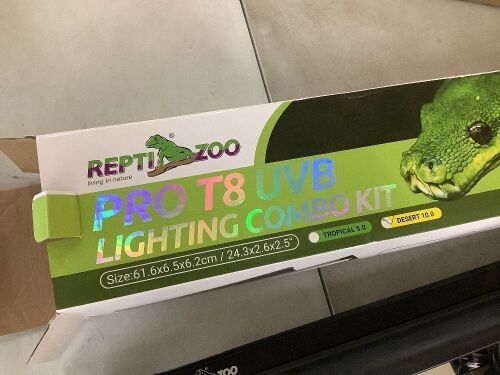 REPTI ZOO
®
living in nature
PRO T8 UVB
LIGHTING COMBO KIT
Size:61.6x6.5x6.2cm / 24.3x2.6x2.5"
TROPICAL 5.0
DESERT 10.0
ZOO